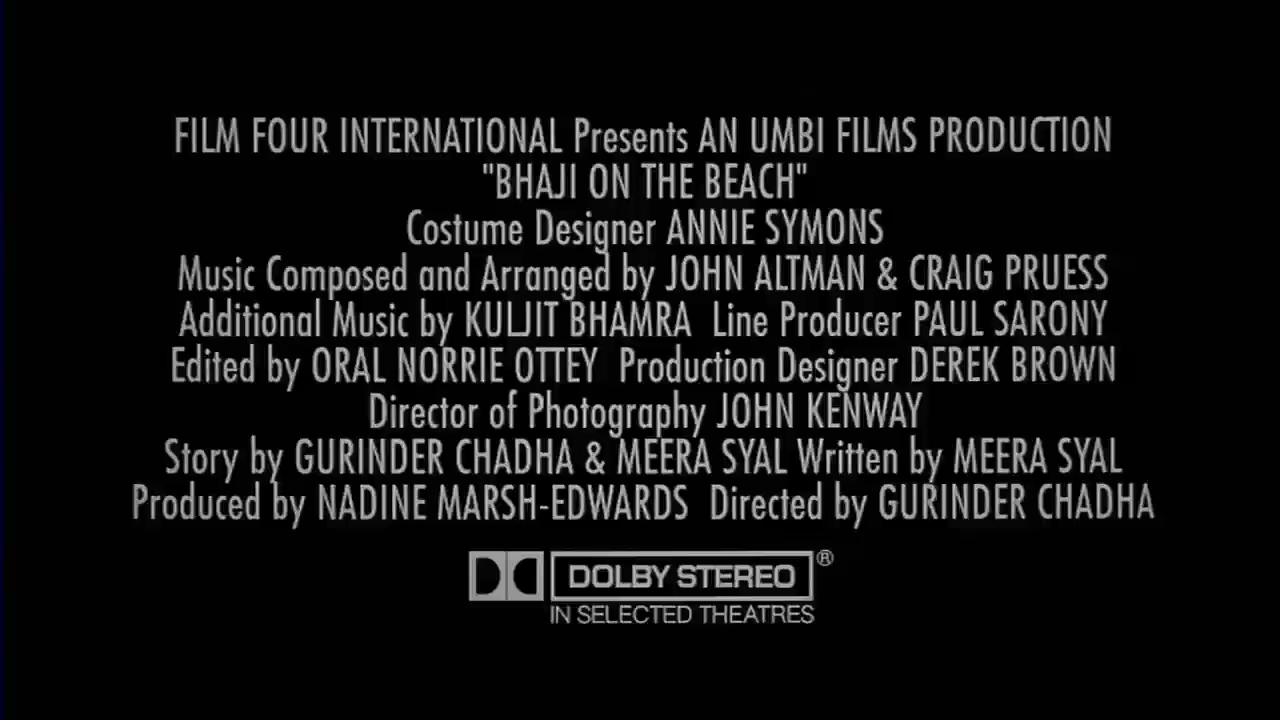 FILM FOUR INTERNATIONAL Presents AN UMBI FILMS PRODUCTION
"BHAJI ON THE BEACH"
Costume Designer ANNIE SYMONS
Music Composed and Arranged by JOHN ALTMAN & CRAIG PRUESS
Additional Music by KULJIT BHAMRA  Line Producer PAUL SARONY
Edited by ORAL NORRIE OTTEY  Production Designer DEREK BROWN
Director of Photography JOHN KENWAY
Story by GURINDER CHADHA & MEERA SYAL Written by MEERA SYAL
Produced by NADINE MARSH-EDWARDS  Directed by GURINDER CHADHA
DOLBY STEREO ®
IN SELECTED THEATRES